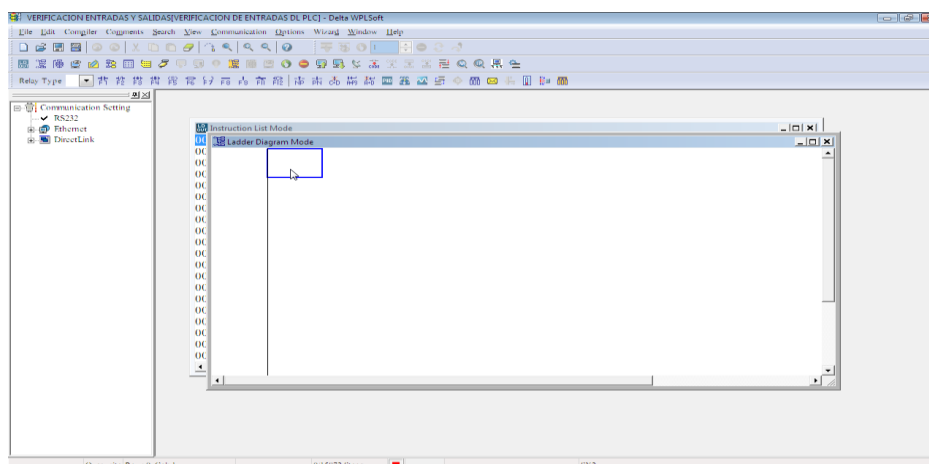 VERIFICACION ENTRADAS Y SALIDAS[VERIFICACION DE ENTRADAS DL PLC] - Delta WPLSoft
File Edit Compiler Comments Search View Communication Options Wizard Window Help
Relay Type
Communication Setting
RS232
Ethernet
DirectLink
Instruction List Mode
Ladder Diagram Mode